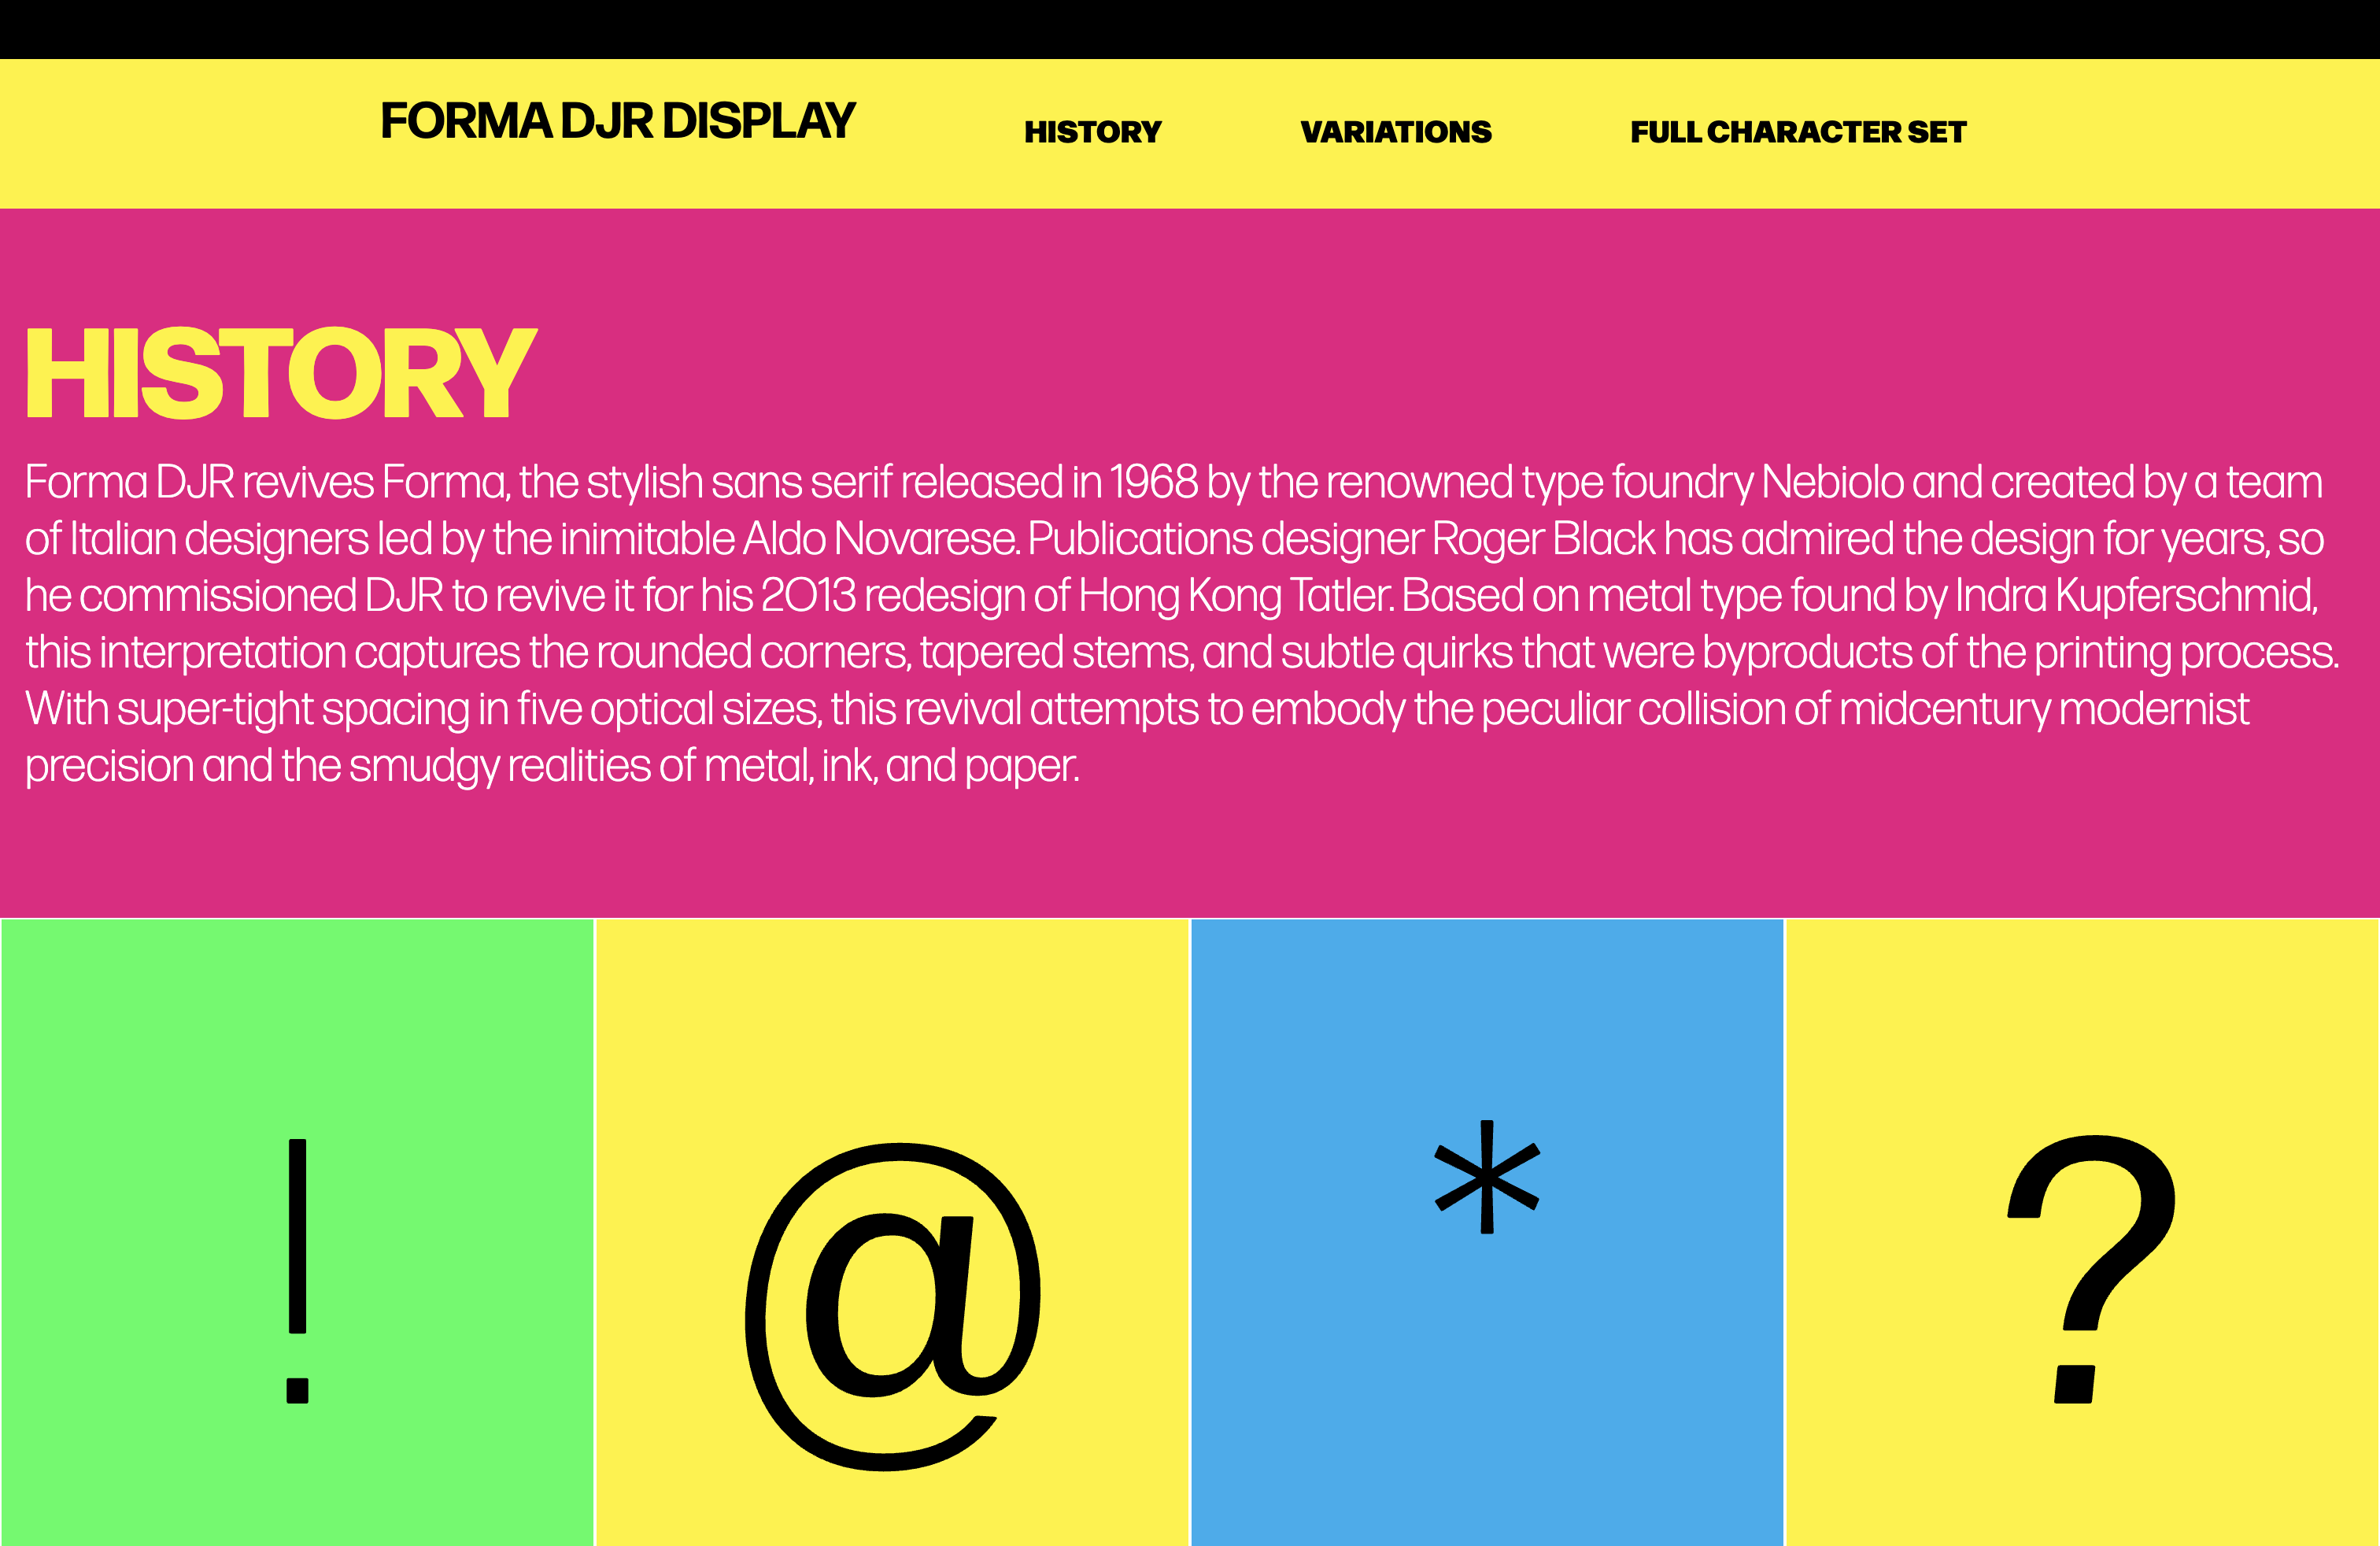 FORMA DJR DISPLAY
HISTORY
VARIATIONS
FULL CHARACTER SET
HISTORY
Forma DJR revives Forma, the stylish sans serif released in 1968 by the renowned type foundry Nebiolo and created by a team
of Italian designers led by the inimitable Aldo Novarese. Publications designer Roger Black has admired the design for years, so
he commissioned DJR to revive it for his 2013 redesign of Hong Kong Tatler. Based on metal type found by Indra Kupferschmid,
this interpretation captures the rounded corners, tapered stems, and subtle quirks that were byproducts of the printing process.
With super-tight spacing in five optical sizes, this revival attempts to embody the peculiar collision of midcentury modernist
precision and the smudgy realities of metal, ink, and paper.
!
@
*
?